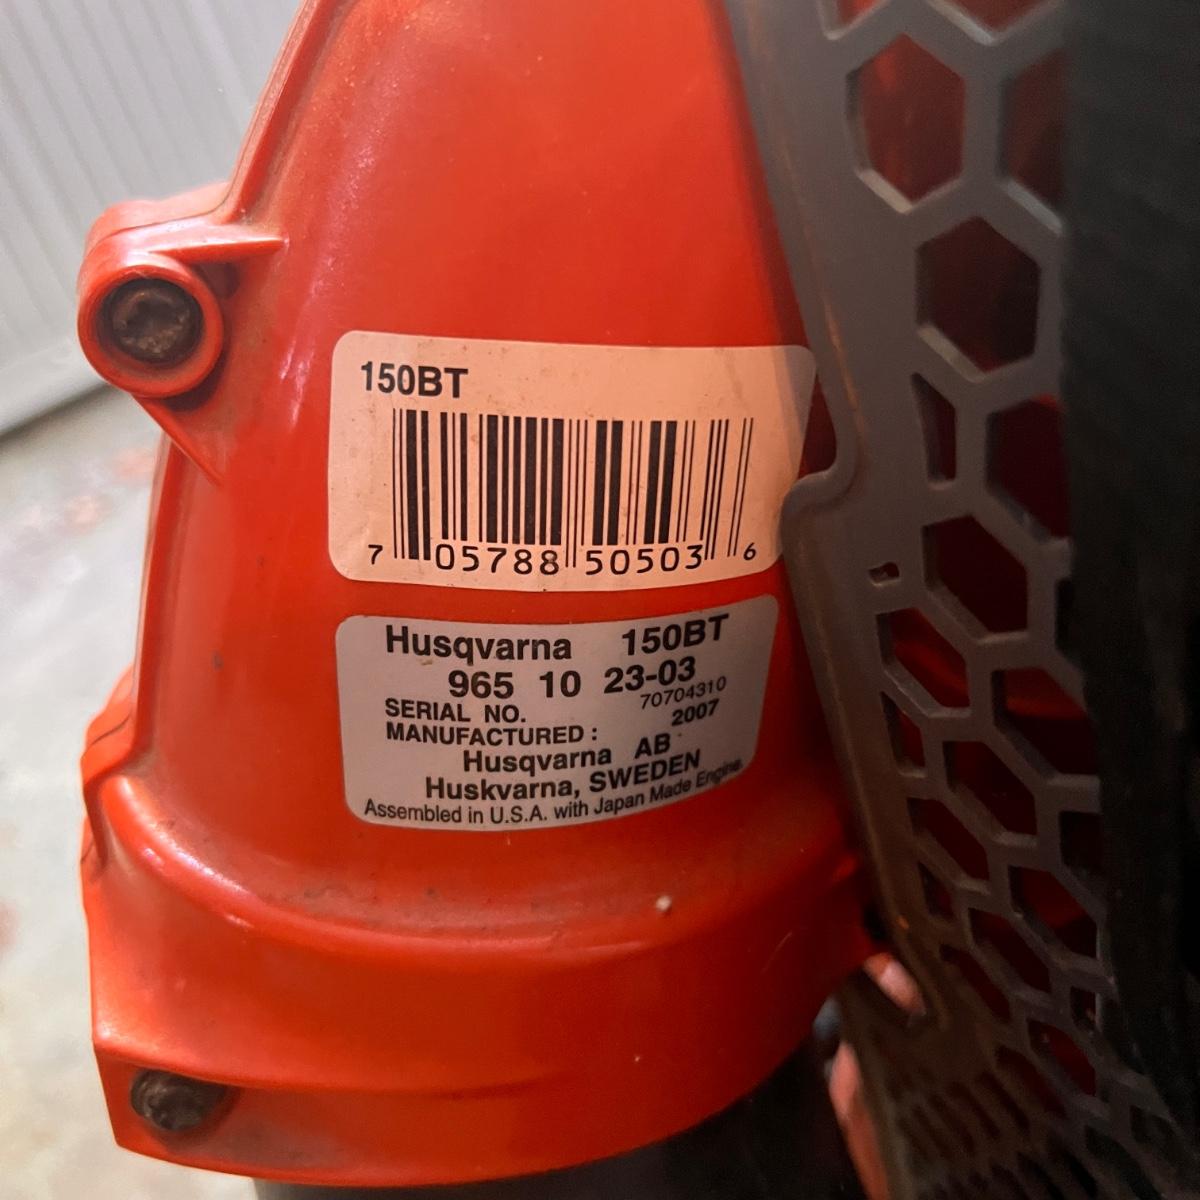 150BT
7 05788 50503 6
Husqvarna 150BT
965 10 23-03
SERIAL NO. 70704310
MANUFACTURED : 2007
Husqvarna AB
Huskvarna, SWEDEN
Assembled in U.S.A. with Japan Made Engine.